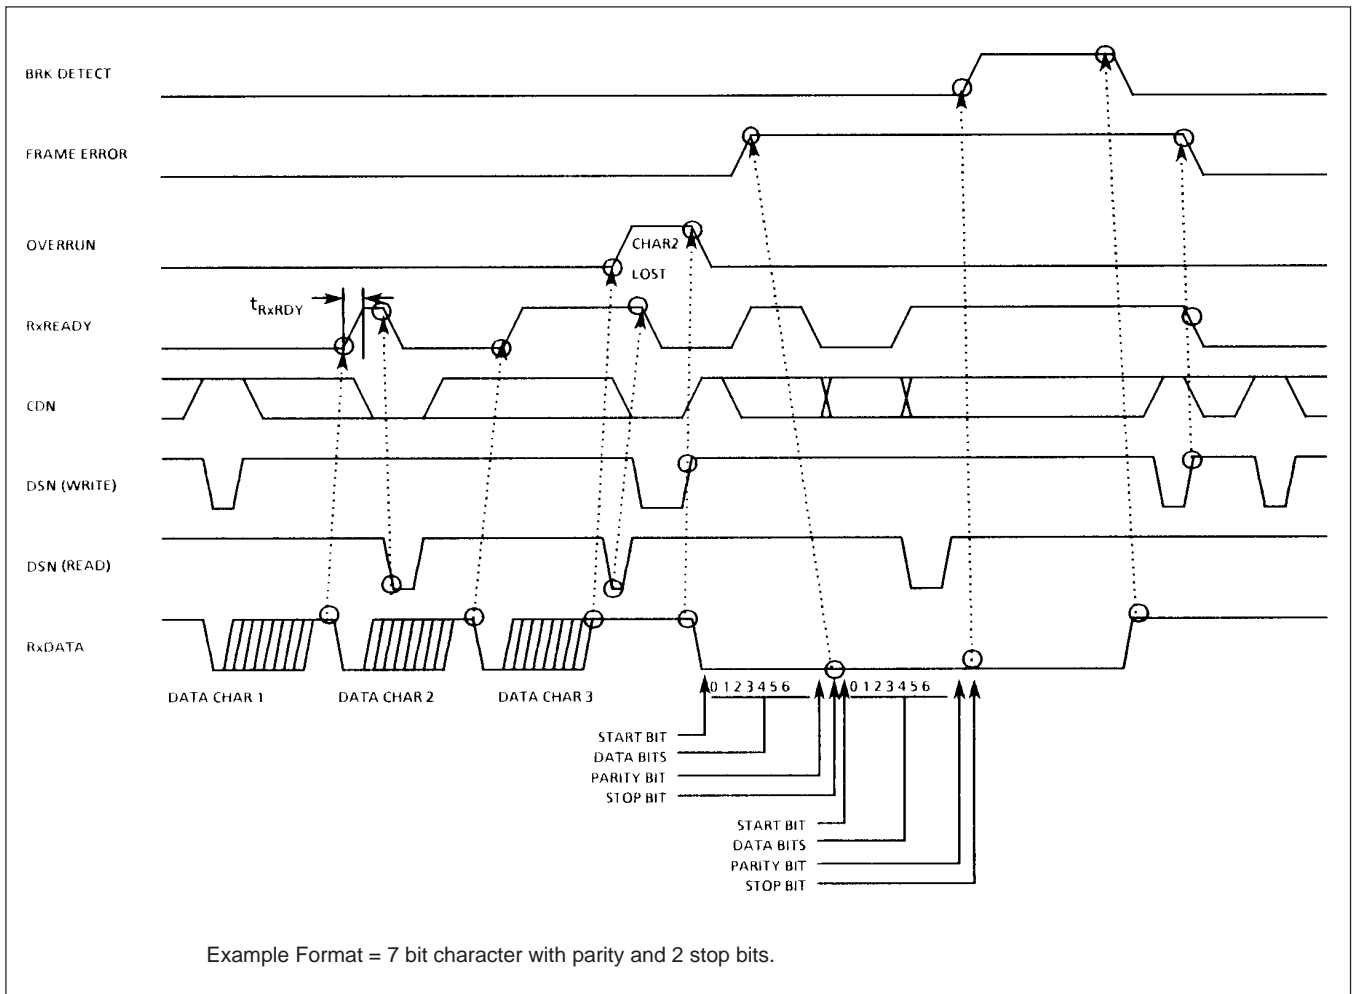 BRK DETECT
FRAME ERROR
OVERRUN
CHAR2
LOST
tRxRDY
RxREADY
CDN
DSN (WRITE)
DSN (READ)
RxDATA
DATA CHAR 1
DATA CHAR 2
DATA CHAR 3
0 1 2 3 4 5 6
0 1 2 3 4 5 6
START BIT
DATA BITS
PARITY BIT
STOP BIT
START BIT
DATA BITS
PARITY BIT
STOP BIT
Example Format = 7 bit character with parity and 2 stop bits.